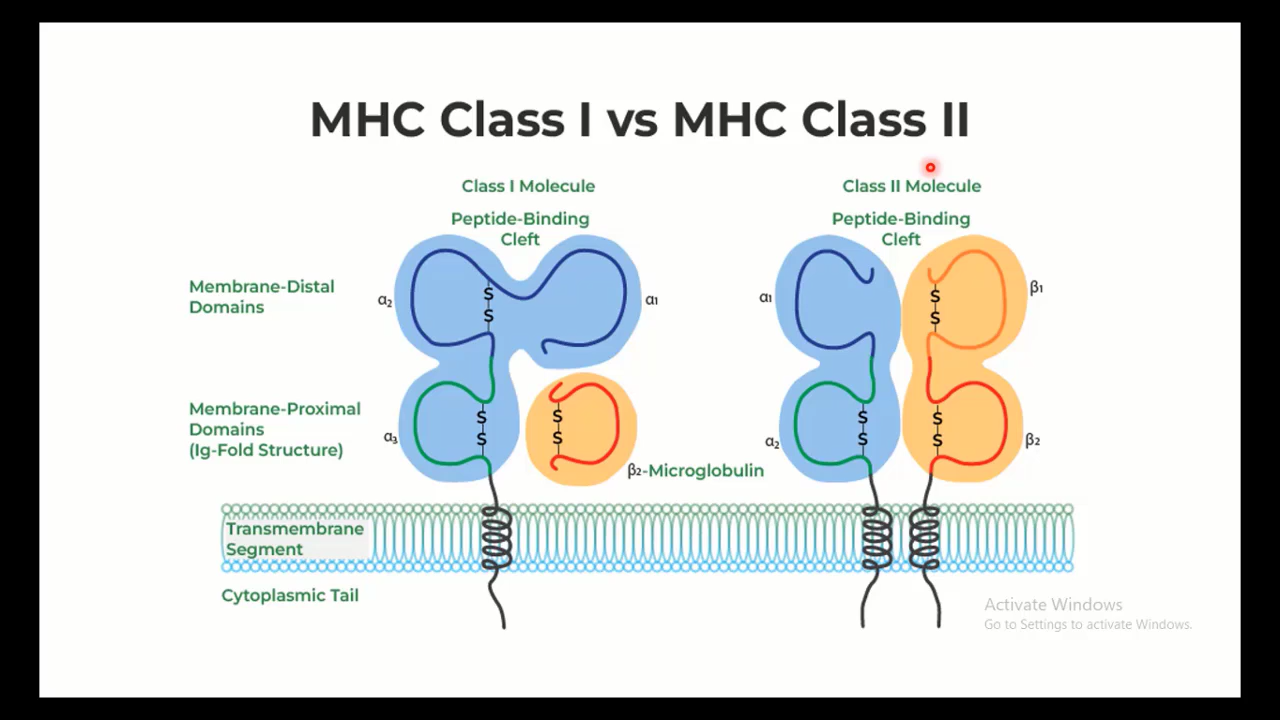 MHC Class I vs MHC Class II
Class I Molecule
Class II Molecule
Peptide-Binding
Cleft
Peptide-Binding
Cleft
Membrane-Distal
Domains
α₂
α₁
α₁
β₁
S
S
S
S
Membrane-Proximal
Domains
(Ig-Fold Structure)
α₃
S
S
S
S
β₂-Microglobulin
α₂
S
S
S
S
β₂
Transmembrane
Segment
Cytoplasmic Tail
Activate Windows
Go to Settings to activate Windows.